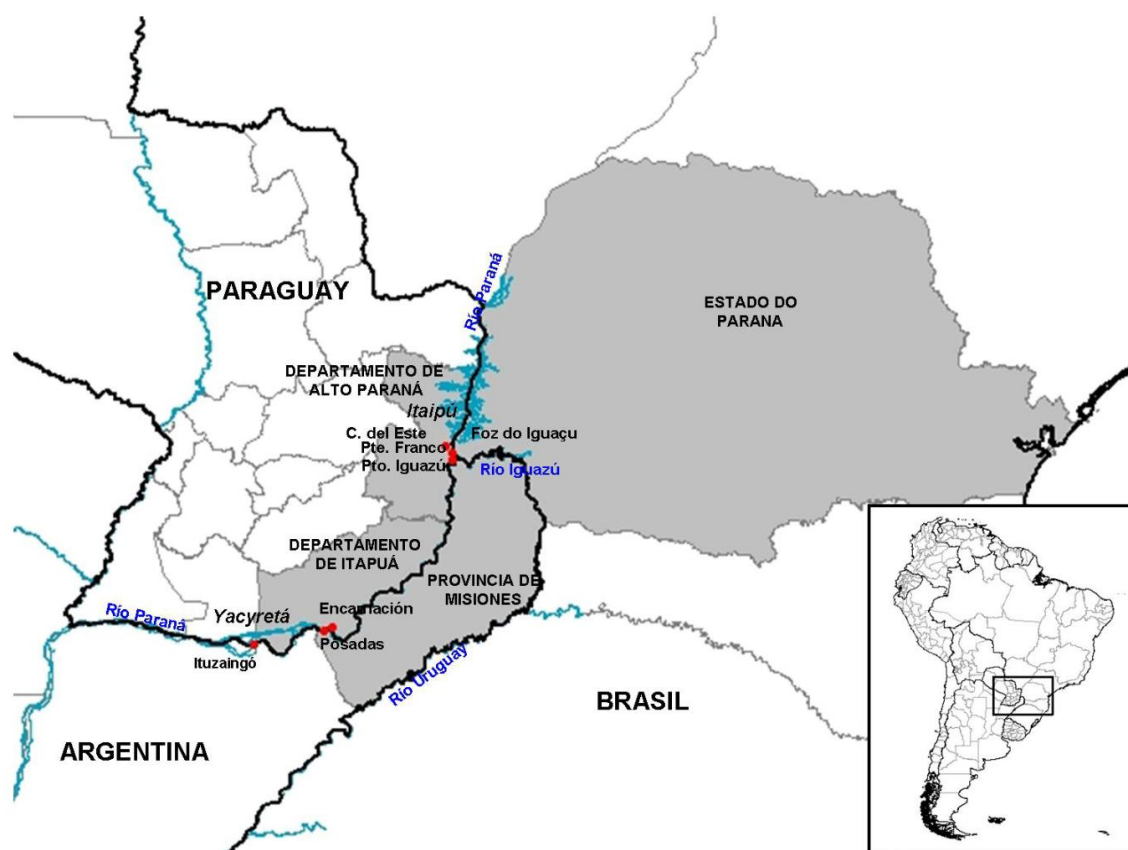 Río Paraná
PARAGUAY
ESTADO DO
PARANA
DEPARTAMENTO DE
ALTO PARANÁ
Itaipú
C. del Este
Foz do Iguaçu
Pte. Franco
Pto. Iguazú
Río Iguazú
DEPARTAMENTO
DE ITAPUÁ
PROVINCIA DE
MISIONES
Encarnación
Río Paraná
Yacyretá
Posadas
Ituzaingó
Río Uruguay
BRASIL
ARGENTINA